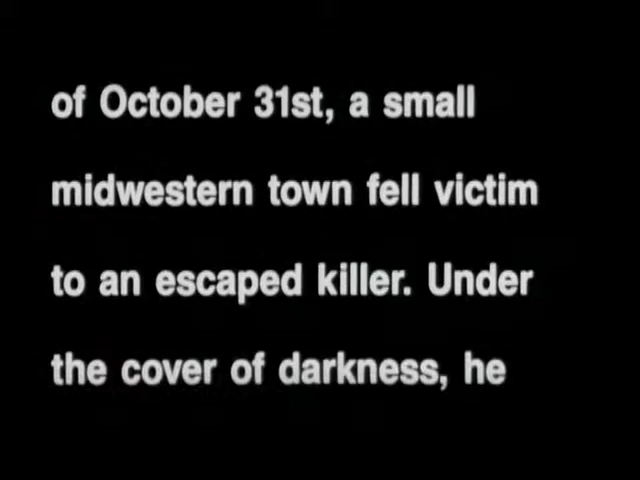 of October 31st, a small
midwestern town fell victim
to an escaped killer. Under
the cover of darkness, he